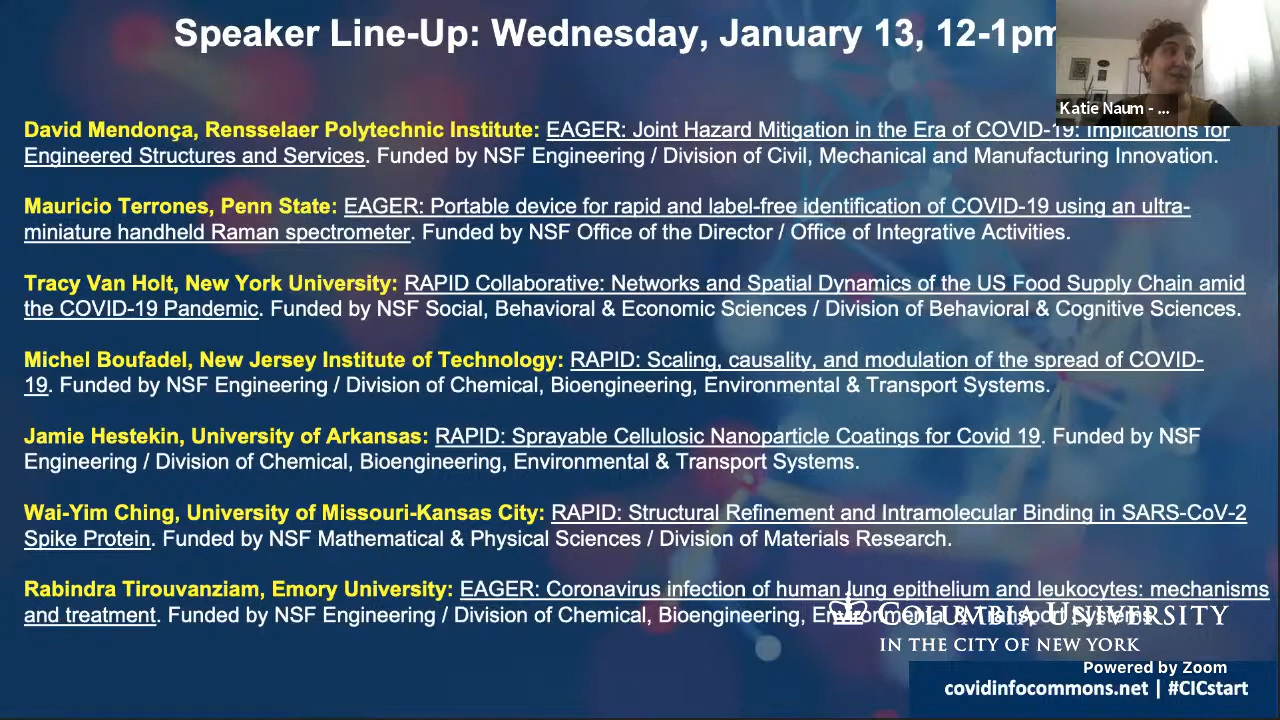 Speaker Line-Up: Wednesday, January 13, 12-1pm
Katie Naum - ...
David Mendonça, Rensselaer Polytechnic Institute: EAGER: Joint Hazard Mitigation in the Era of COVID-19: Implications for
Engineered Structures and Services. Funded by NSF Engineering / Division of Civil, Mechanical and Manufacturing Innovation.
Mauricio Terrones, Penn State: EAGER: Portable device for rapid and label-free identification of COVID-19 using an ultra-
miniature handheld Raman spectrometer. Funded by NSF Office of the Director / Office of Integrative Activities.
Tracy Van Holt, New York University: RAPID Collaborative: Networks and Spatial Dynamics of the US Food Supply Chain amid
the COVID-19 Pandemic. Funded by NSF Social, Behavioral & Economic Sciences / Division of Behavioral & Cognitive Sciences.
Michel Boufadel, New Jersey Institute of Technology: RAPID: Scaling, causality, and modulation of the spread of COVID-
19. Funded by NSF Engineering / Division of Chemical, Bioengineering, Environmental & Transport Systems.
Jamie Hestekin, University of Arkansas: RAPID: Sprayable Cellulosic Nanoparticle Coatings for Covid 19. Funded by NSF
Engineering / Division of Chemical, Bioengineering, Environmental & Transport Systems.
Wai-Yim Ching, University of Missouri-Kansas City: RAPID: Structural Refinement and Intramolecular Binding in SARS-CoV-2
Spike Protein. Funded by NSF Mathematical & Physical Sciences / Division of Materials Research.
Rabindra Tirouvanziam, Emory University: EAGER: Coronavirus infection of human lung epithelium and leukocytes: mechanisms
and treatment. Funded by NSF Engineering / Division of Chemical, Bioengineering, Environmental & Transport Systems.
COLUMBIA UNIVERSITY
IN THE CITY OF NEW YORK
Powered by Zoom
covidinfocommons.net | #CICstart